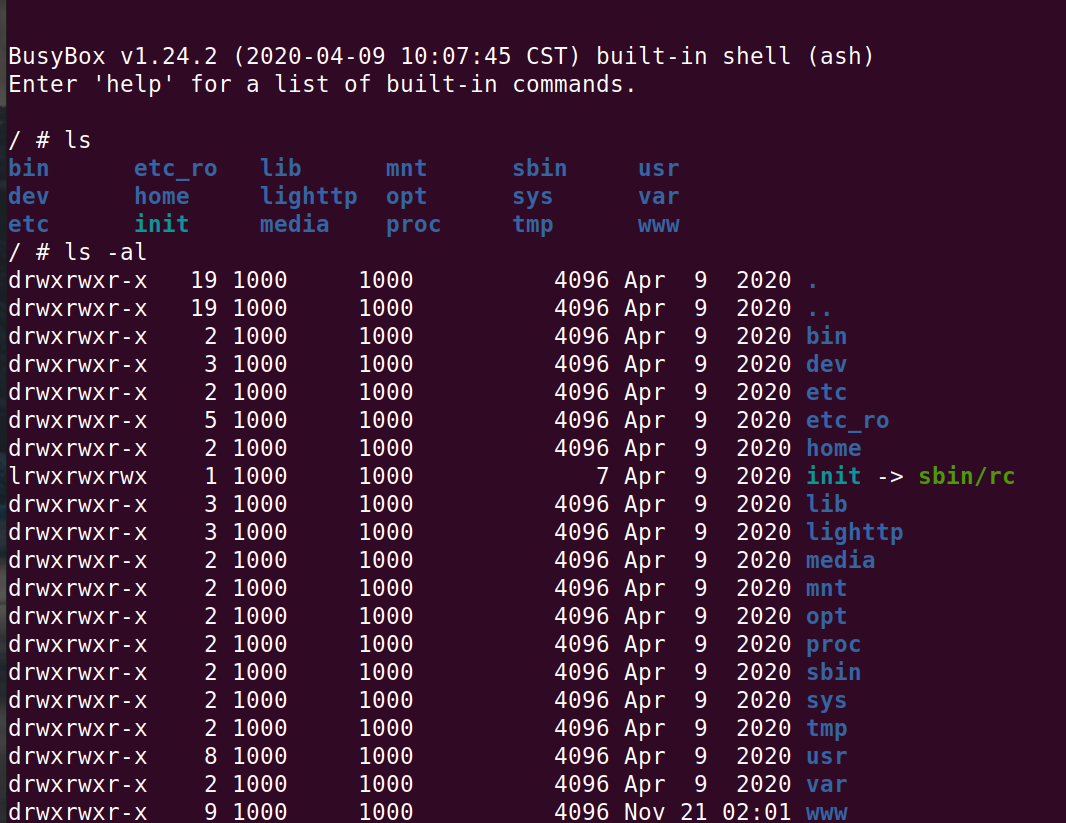 BusyBox v1.24.2 (2020-04-09 10:07:45 CST) built-in shell (ash)
Enter 'help' for a list of built-in commands.

/ # ls
bin      etc_ro   lib      mnt      sbin     usr
dev      home     lighttp  opt      sys      var
etc      init     media    proc     tmp      www
/ # ls -al
drwxrwxr-x   19 1000     1000          4096 Apr  9  2020 .
drwxrwxr-x   19 1000     1000          4096 Apr  9  2020 ..
drwxrwxr-x    2 1000     1000          4096 Apr  9  2020 bin
drwxrwxr-x    3 1000     1000          4096 Apr  9  2020 dev
drwxrwxr-x    2 1000     1000          4096 Apr  9  2020 etc
drwxrwxr-x    5 1000     1000          4096 Apr  9  2020 etc_ro
drwxrwxr-x    2 1000     1000          4096 Apr  9  2020 home
lrwxrwxrwx    1 1000     1000             7 Apr  9  2020 init -> sbin/rc
drwxrwxr-x    3 1000     1000          4096 Apr  9  2020 lib
drwxrwxr-x    3 1000     1000          4096 Apr  9  2020 lighttp
drwxrwxr-x    2 1000     1000          4096 Apr  9  2020 media
drwxrwxr-x    2 1000     1000          4096 Apr  9  2020 mnt
drwxrwxr-x    2 1000     1000          4096 Apr  9  2020 opt
drwxrwxr-x    2 1000     1000          4096 Apr  9  2020 proc
drwxrwxr-x    2 1000     1000          4096 Apr  9  2020 sbin
drwxrwxr-x    2 1000     1000          4096 Apr  9  2020 sys
drwxrwxr-x    2 1000     1000          4096 Apr  9  2020 tmp
drwxrwxr-x    8 1000     1000          4096 Apr  9  2020 usr
drwxrwxr-x    2 1000     1000          4096 Apr  9  2020 var
drwxrwxr-x    9 1000     1000          4096 Nov 21 02:01 www